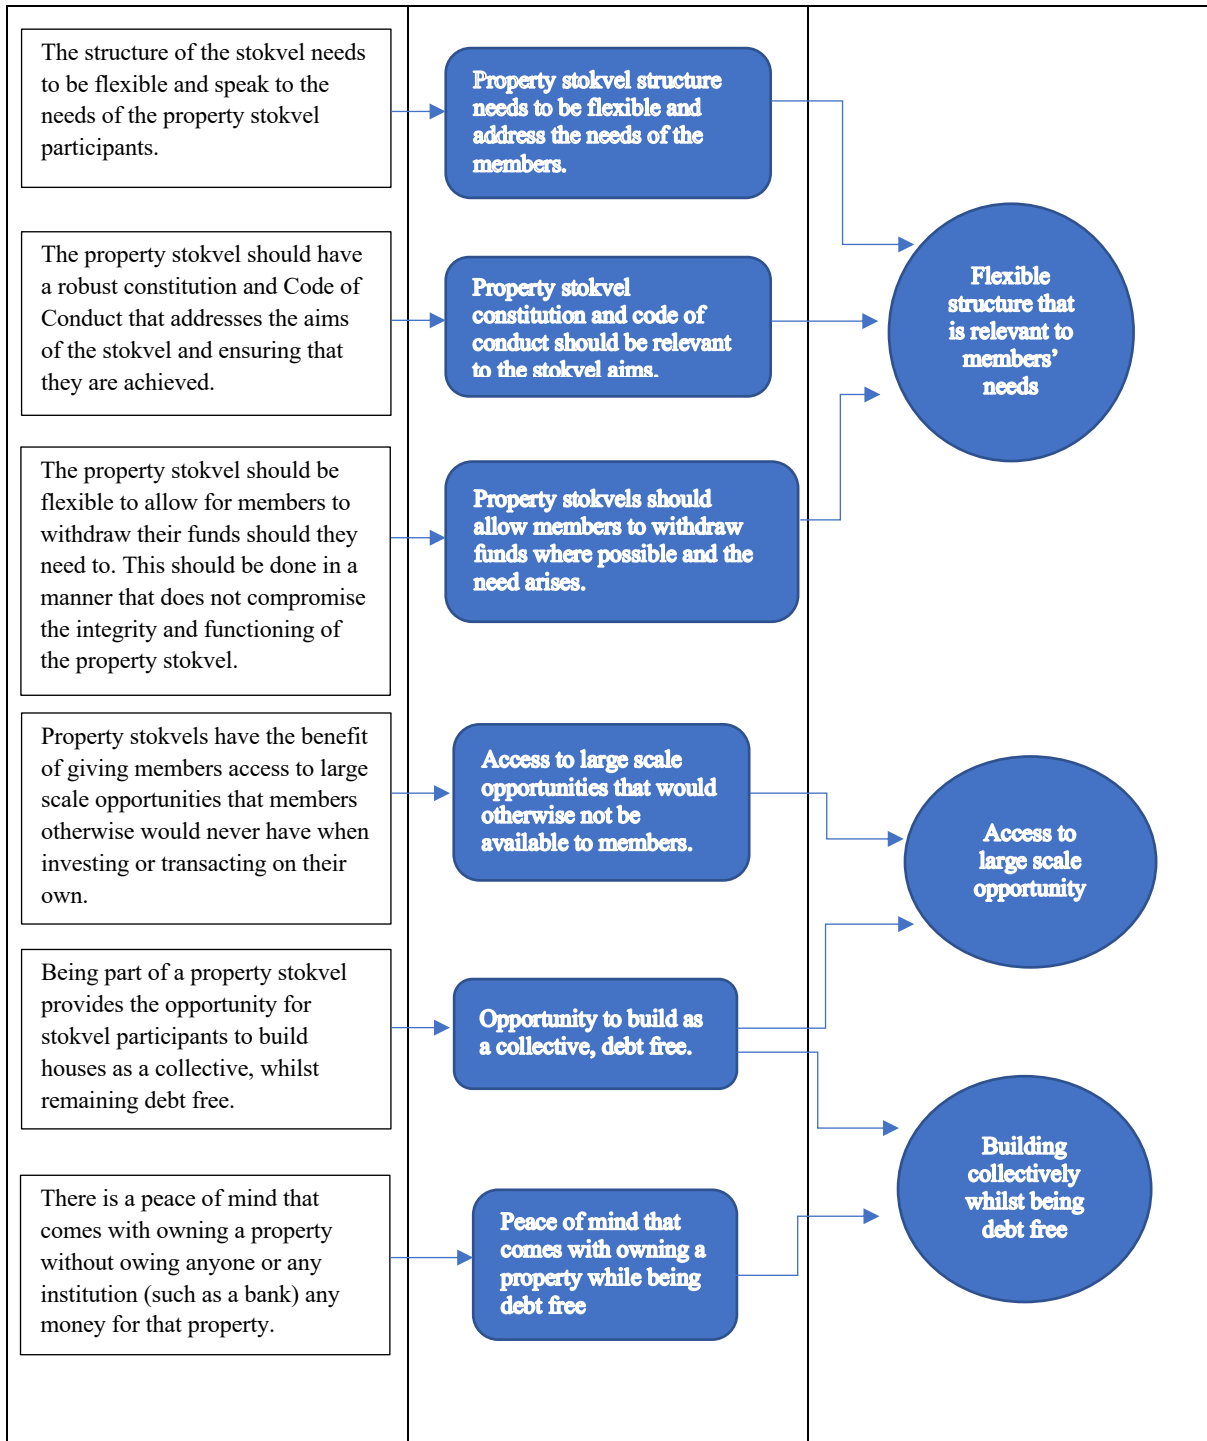 The structure of the stokvel needs
to be flexible and speak to the
needs of the property stokvel
participants.
Property stokvel structure
needs to be flexible and
address the needs of the
members.
The property stokvel should have
a robust constitution and Code of
Conduct that addresses the aims
of the stokvel and ensuring that
they are achieved.
Property stokvel
constitution and code of
conduct should be relevant
to the stokvel aims.
Flexible
structure that
is relevant to
members’
needs
The property stokvel should be
flexible to allow for members to
withdraw their funds should they
need to. This should be done in a
manner that does not compromise
the integrity and functioning of
the property stokvel.
Property stokvels should
allow members to withdraw
funds where possible and the
need arises.
Property stokvels have the benefit
of giving members access to large
scale opportunities that members
otherwise would never have when
investing or transacting on their
own.
Access to large scale
opportunities that would
otherwise not be
available to members.
Access to
large scale
opportunity
Being part of a property stokvel
provides the opportunity for
stokvel participants to build
houses as a collective, whilst
remaining debt free.
Opportunity to build as
a collective, debt free.
Building
collectively
whilst being
debt free
There is a peace of mind that
comes with owning a property
without owing anyone or any
institution (such as a bank) any
money for that property.
Peace of mind that
comes with owning a
property while being
debt free